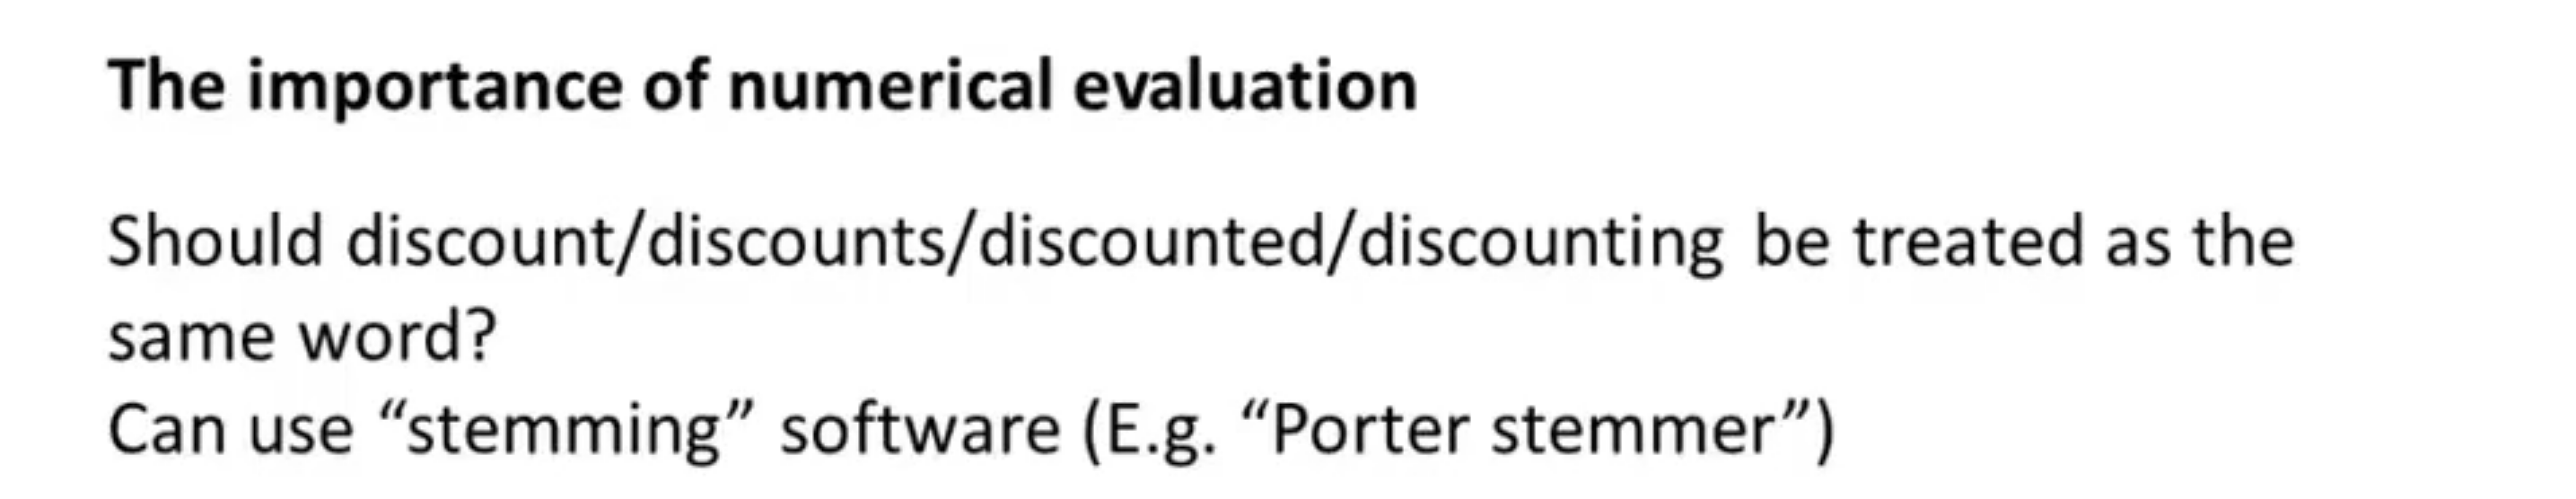 The importance of numerical evaluation
Should discount/discounts/discounted/discounting be treated as the
same word?
Can use “stemming” software (E.g. “Porter stemmer”)